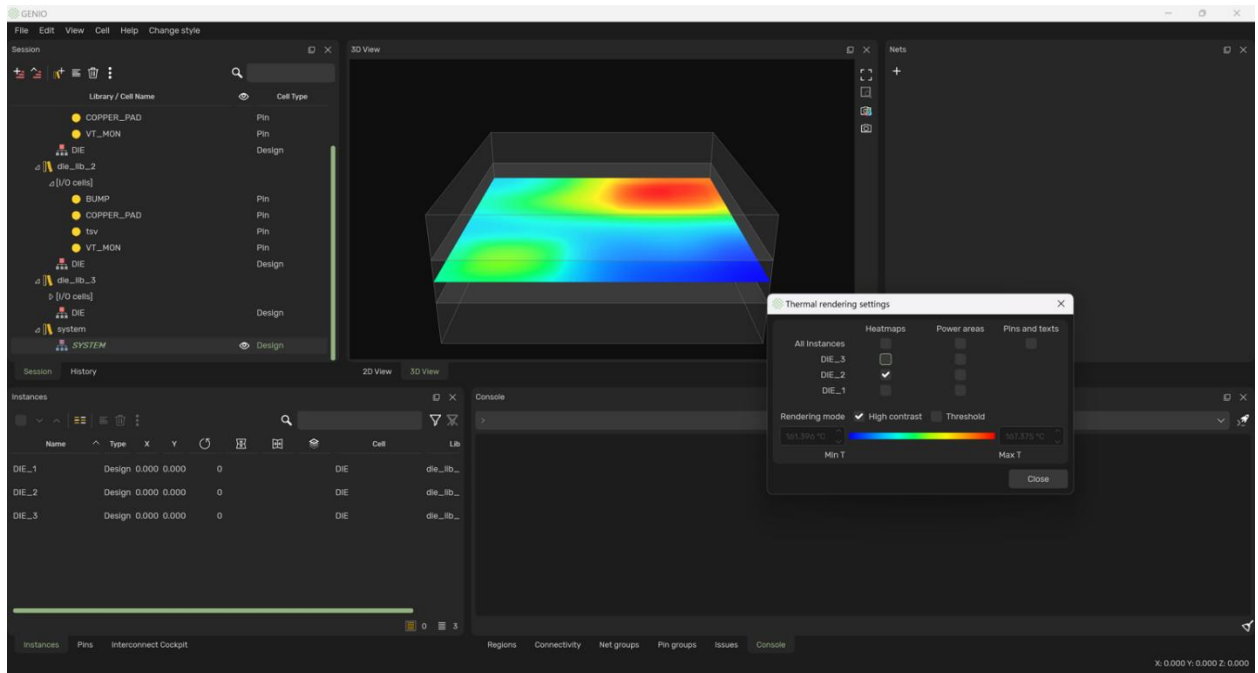 GENIO
File Edit View Cell Help Change style
Session
3D View
Nets
Library / Cell Name
Cell Type
COPPER_PAD Pin
VT_MON Pin
DIE Design
die_lib_2
[I/O cells]
BUMP Pin
COPPER_PAD Pin
tsv Pin
VT_MON Pin
DIE Design
die_lib_3
[I/O cells]
DIE Design
system
SYSTEM Design
Session History
2D View 3D View
Thermal rendering settings
Heatmaps Power areas Pins and texts
All Instances
DIE_3
DIE_2
DIE_1
Rendering mode High contrast Threshold
161.396 °C 167.375 °C
Min T Max T
Close
Instances
Console
>
Name Type X Y Cell Lib
DIE_1 Design 0.000 0.000 0 DIE die_lib_
DIE_2 Design 0.000 0.000 0 DIE die_lib_
DIE_3 Design 0.000 0.000 0 DIE die_lib_
0 3
Instances Pins Interconnect Cockpit
Regions Connectivity Net groups Pin groups Issues Console
X: 0.000 Y: 0.000 Z: 0.000